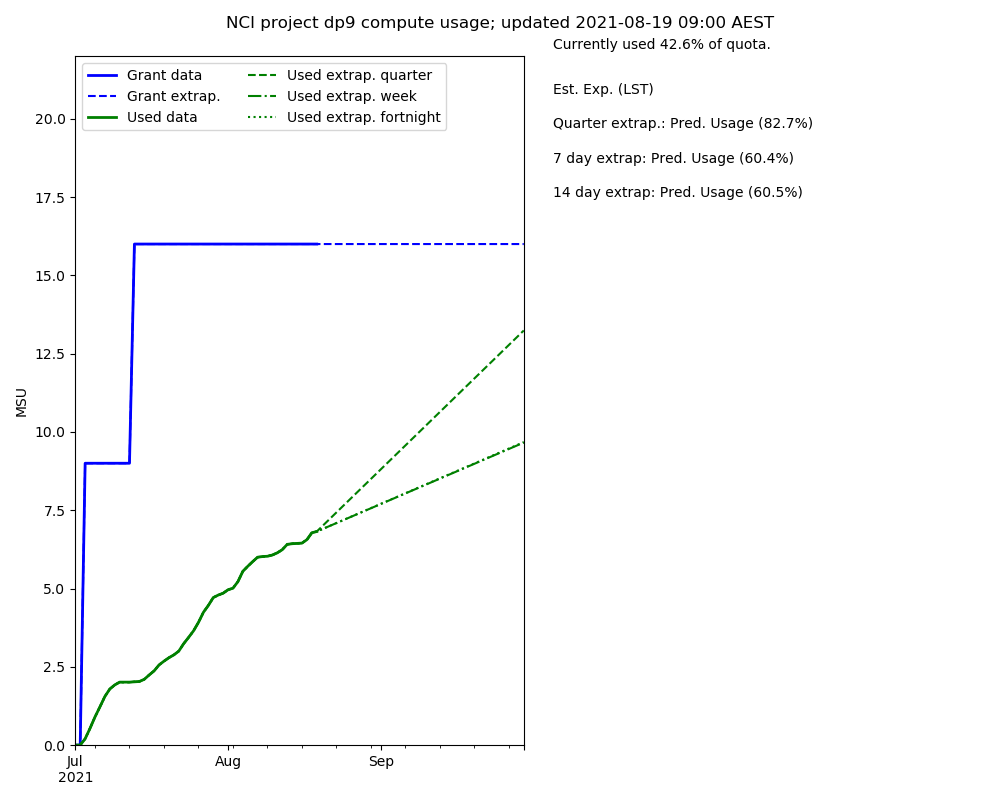 NCI project dp9 compute usage; updated 2021-08-19 09:00 AEST
Currently used 42.6% of quota.
Est. Exp. (LST)
Quarter extrap.: Pred. Usage (82.7%)
7 day extrap: Pred. Usage (60.4%)
14 day extrap: Pred. Usage (60.5%)
Grant data
Grant extrap.
Used data
Used extrap. quarter
Used extrap. week
Used extrap. fortnight
MSU
20.0
17.5
15.0
12.5
10.0
7.5
5.0
2.5
0.0
Jul
2021
Aug
Sep